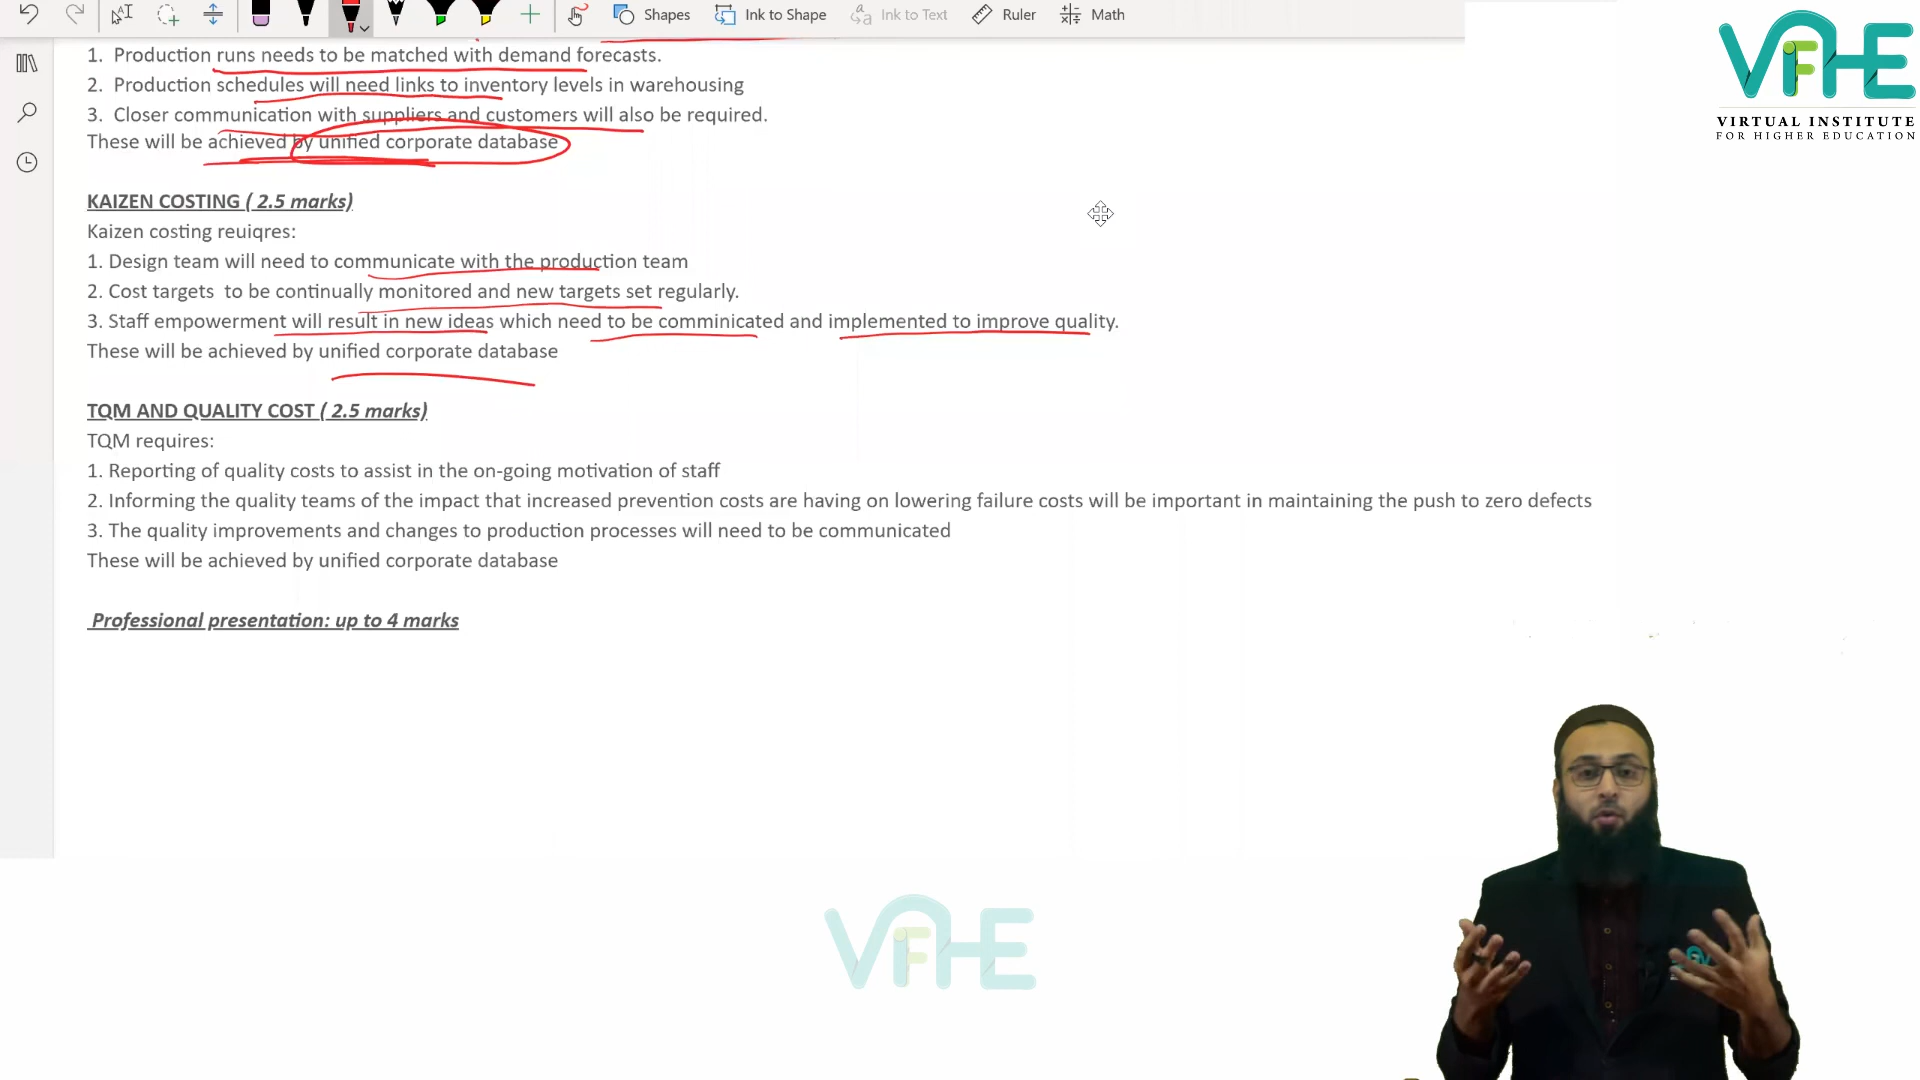 Shapes
Ink to Shape
Ink to Text
Ruler
Math
VIFHE
VIRTUAL INSTITUTE
FOR HIGHER EDUCATION
1. Production runs needs to be matched with demand forecasts.
2. Production schedules will need links to inventory levels in warehousing
3. Closer communication with suppliers and customers will also be required.
These will be achieved by unified corporate database
KAIZEN COSTING ( 2.5 marks)
Kaizen costing reuiqres:
1. Design team will need to communicate with the production team
2. Cost targets to be continually monitored and new targets set regularly.
3. Staff empowerment will result in new ideas which need to be comminicated and implemented to improve quality.
These will be achieved by unified corporate database
TQM AND QUALITY COST ( 2.5 marks)
TQM requires:
1. Reporting of quality costs to assist in the on-going motivation of staff
2. Informing the quality teams of the impact that increased prevention costs are having on lowering failure costs will be important in maintaining the push to zero defects
3. The quality improvements and changes to production processes will need to be communicated
These will be achieved by unified corporate database
Professional presentation: up to 4 marks
VIFHE